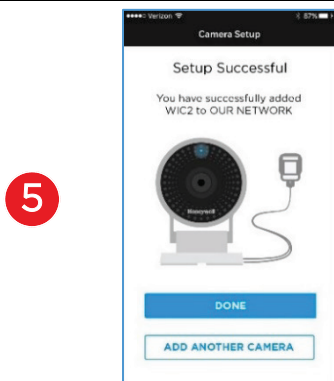 Verizon
87%
Camera Setup
Setup Successful
You have successfully added
WIC2 to OUR NETWORK
Honeywell
5
DONE
ADD ANOTHER CAMERA